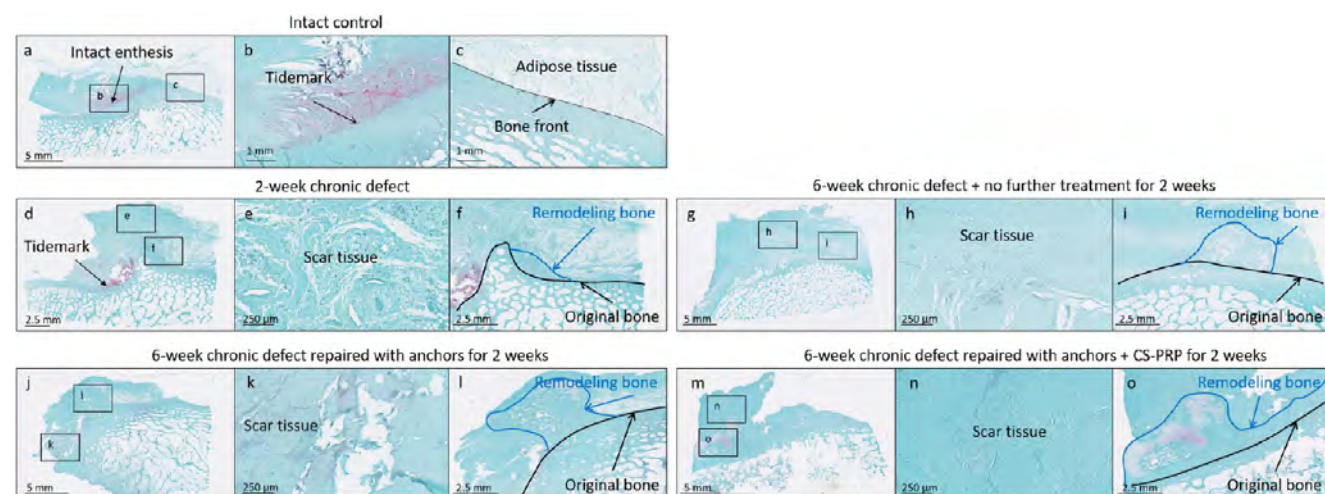 Intact control
a
Intact enthesis
b
c
5 mm
b
Tidemark
1 mm
c
Adipose tissue
Bone front
1 mm
2-week chronic defect
d
e
f
Tidemark
2.5 mm
e
Scar tissue
250 µm
f
Remodeling bone
Original bone
2.5 mm
6-week chronic defect + no further treatment for 2 weeks
g
h
i
5 mm
h
Scar tissue
250 µm
i
Remodeling bone
Original bone
2.5 mm
6-week chronic defect repaired with anchors for 2 weeks
j
l
k
5 mm
k
Scar tissue
250 µm
l
Remodeling bone
Original bone
2.5 mm
6-week chronic defect repaired with anchors + CS-PRP for 2 weeks
m
n
o
5 mm
n
Scar tissue
250 µm
o
Remodeling bone
Original bone
2.5 mm